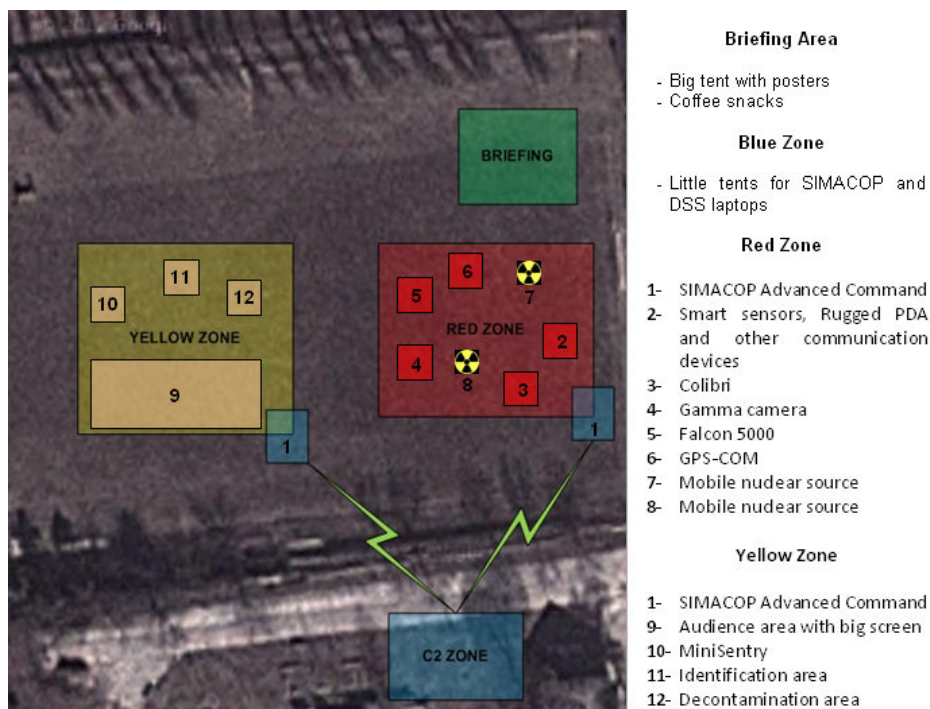 BRIEFING
11
10
12
YELLOW ZONE
9
1
6
5
7
RED ZONE
2
4
8
3
1
C2 ZONE
Briefing Area
- Big tent with posters
- Coffee snacks
Blue Zone
- Little tents for SIMACOP and
DSS laptops
Red Zone
1- SIMACOP Advanced Command
2- Smart sensors, Rugged PDA
and other communication
devices
3- Colibri
4- Gamma camera
5- Falcon 5000
6- GPS-COM
7- Mobile nuclear source
8- Mobile nuclear source
Yellow Zone
1- SIMACOP Advanced Command
9- Audience area with big screen
10- MiniSentry
11- Identification area
12- Decontamination area